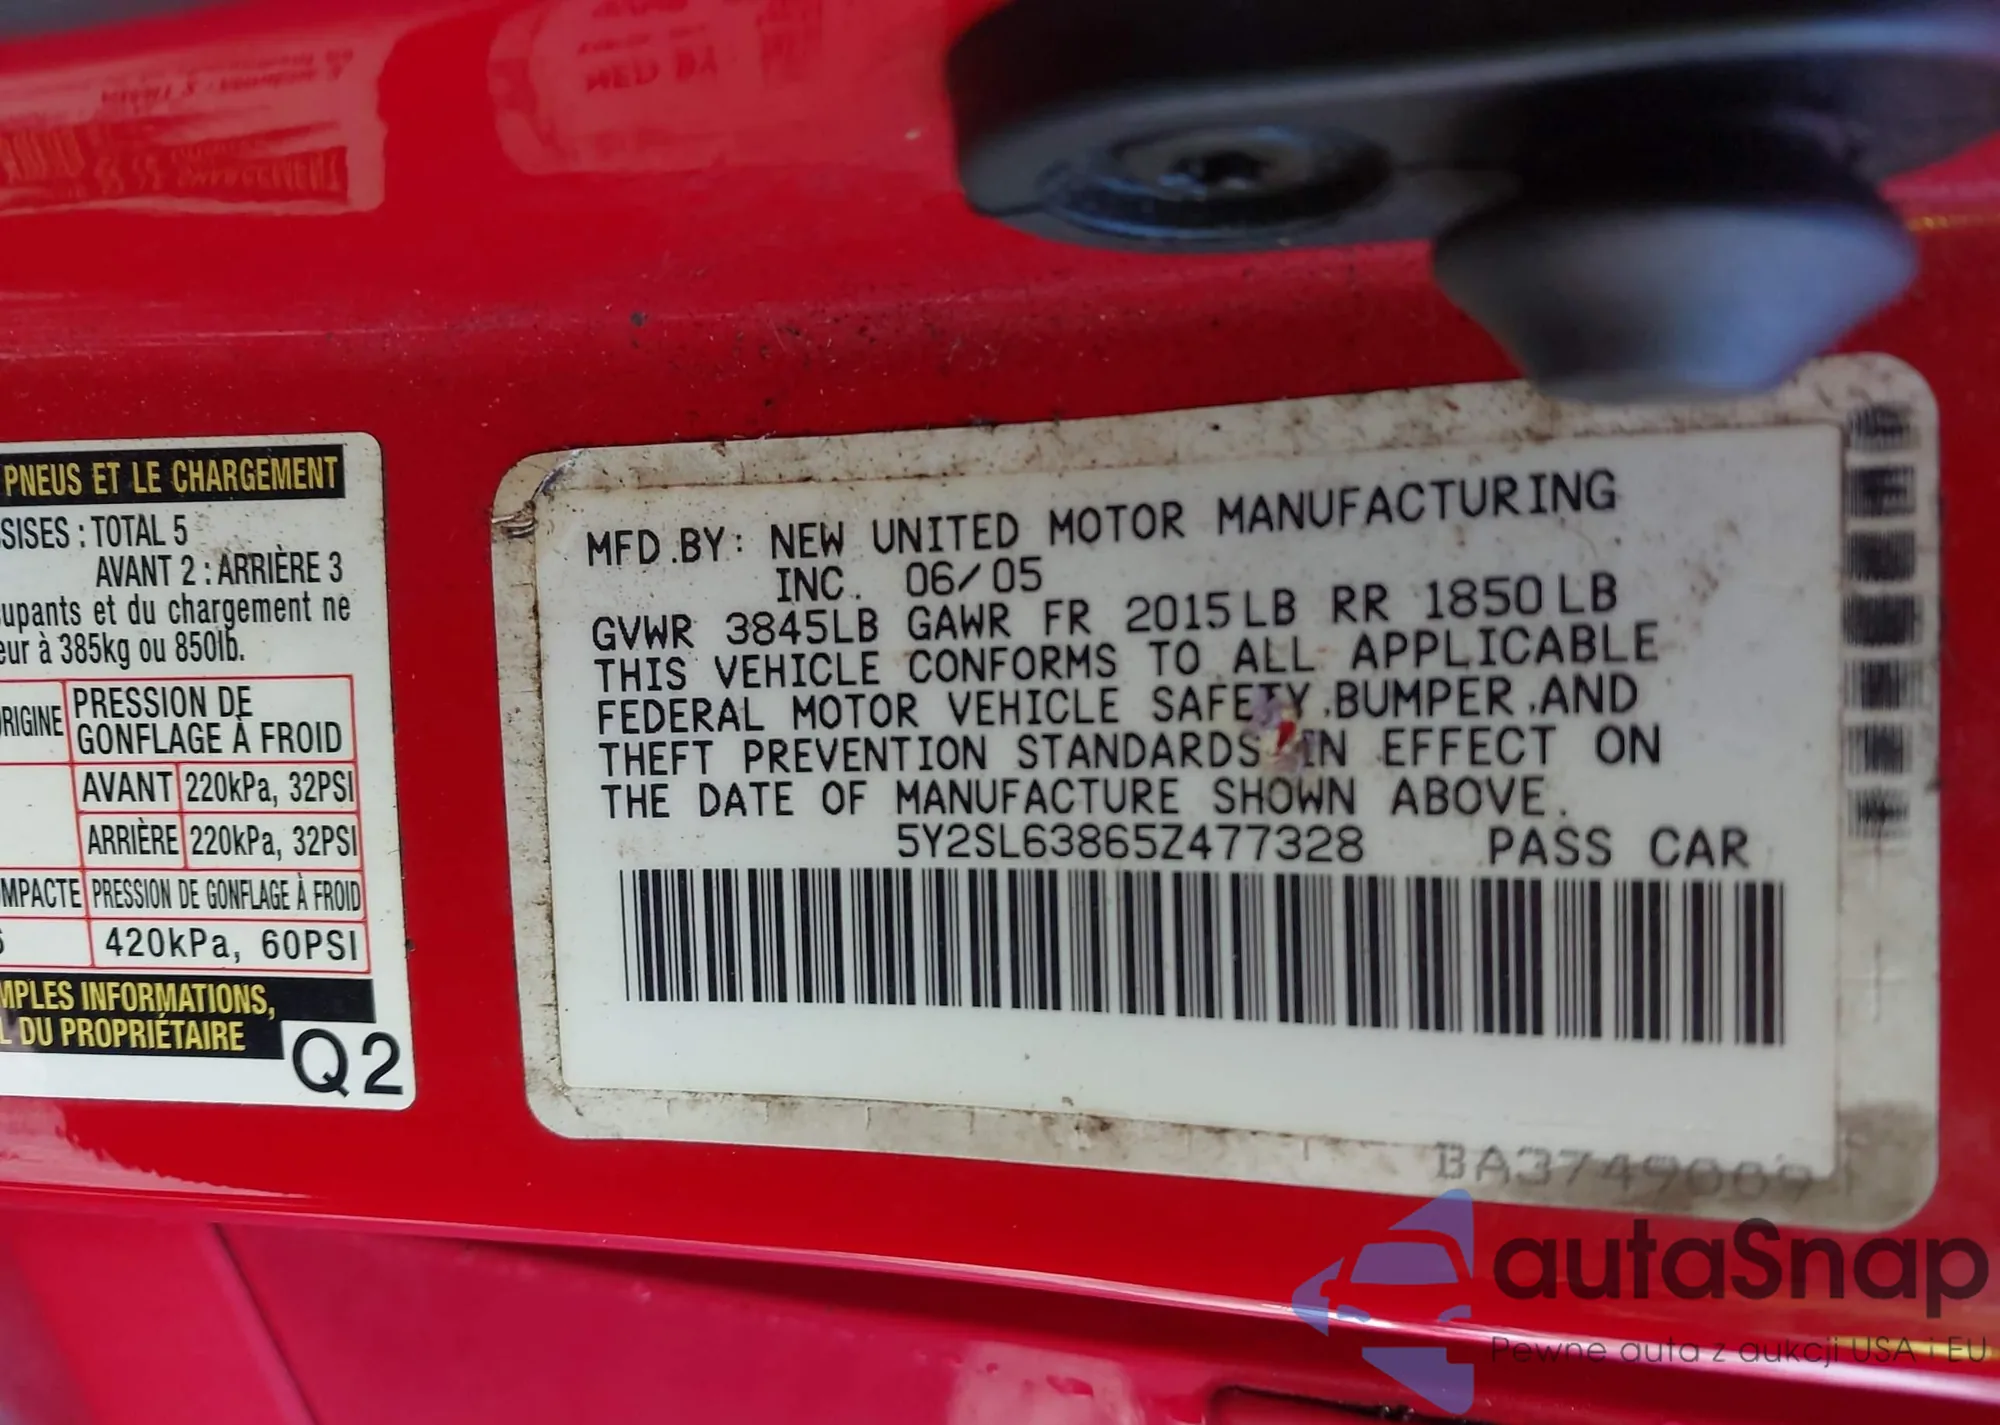 PNEUS ET LE CHARGEMENT
SISES : TOTAL 5
AVANT 2 : ARRIÈRE 3
upants et du chargement ne
eur à 385kg ou 850lb.
RIGINE PRESSION DE
GONFLAGE À FROID
AVANT 220kPa, 32PSI
ARRIÈRE 220kPa, 32PSI
MPACTE PRESSION DE GONFLAGE À FROID
420kPa, 60PSI
MPLES INFORMATIONS,
L DU PROPRIÉTAIRE
Q2
MFD.BY: NEW UNITED MOTOR MANUFACTURING
INC. 06/05
GVWR 3845LB GAWR FR 2015LB RR 1850LB
THIS VEHICLE CONFORMS TO ALL APPLICABLE
FEDERAL MOTOR VEHICLE SAFETY,BUMPER,AND
THEFT PREVENTION STANDARDS IN EFFECT ON
THE DATE OF MANUFACTURE SHOWN ABOVE.
5Y2SL63865Z477328 PASS CAR
BA3749009
autaSnap
Pewne auta z aukcji USA i EU